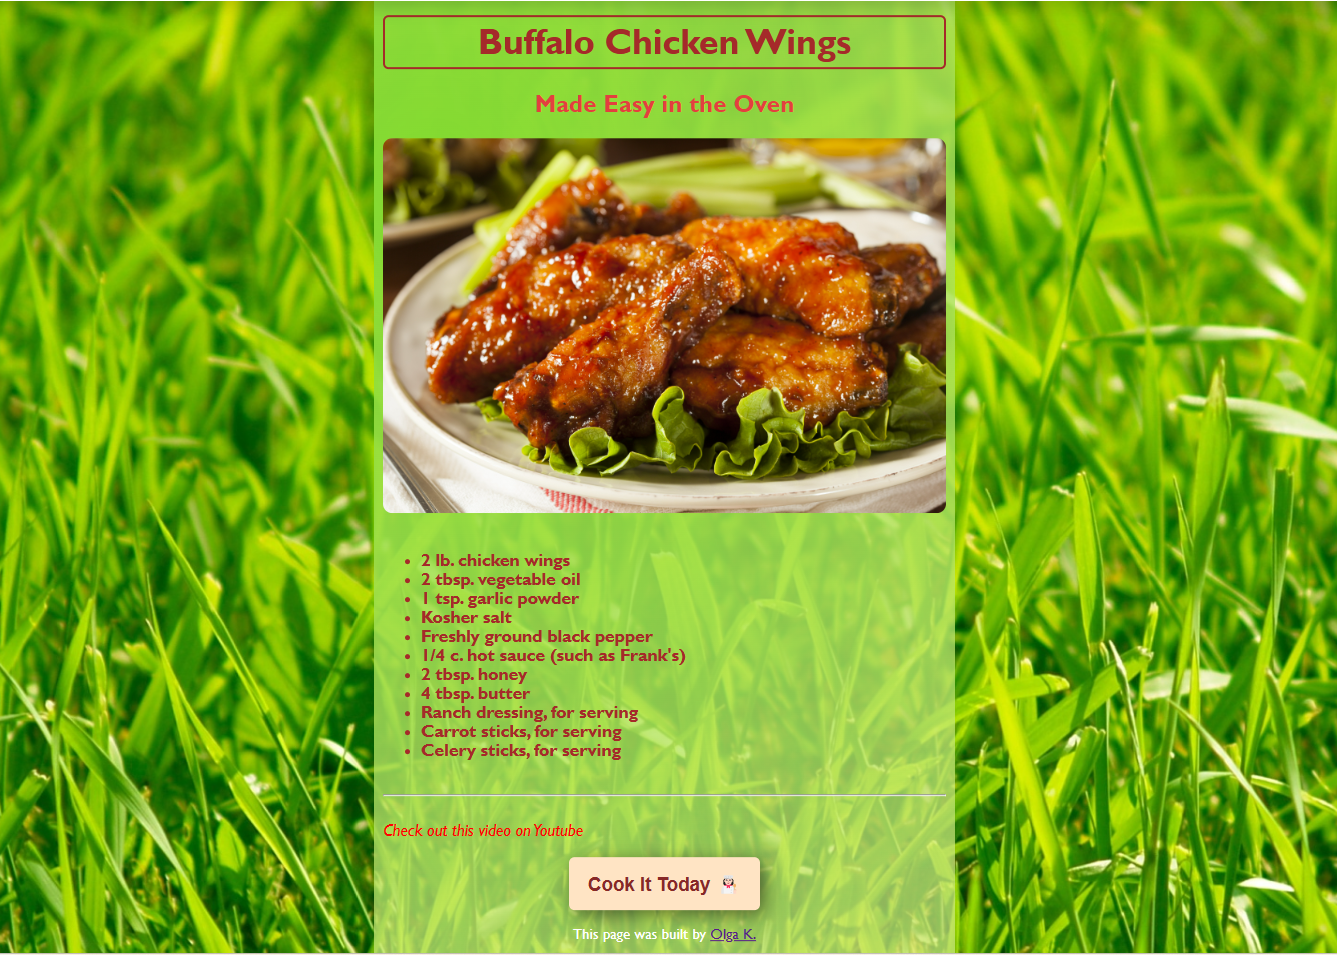 Buffalo Chicken Wings
Made Easy in the Oven
2 lb. chicken wings
2 tbsp. vegetable oil
1 tsp. garlic powder
Kosher salt
Freshly ground black pepper
1/4 c. hot sauce (such as Frank's)
2 tbsp. honey
4 tbsp. butter
Ranch dressing, for serving
Carrot sticks, for serving
Celery sticks, for serving
Check out this video on Youtube
Cook It Today
This page was built by Olga K.